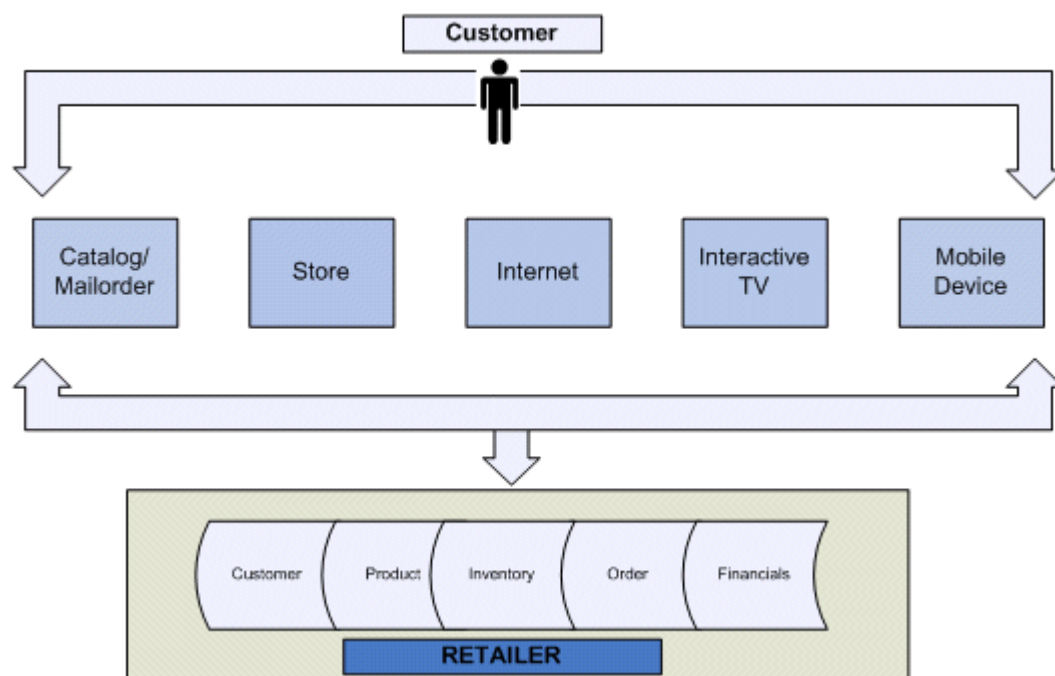 Customer
Catalog/
Mailorder
Store
Internet
Interactive
TV
Mobile
Device
Customer
Product
Inventory
Order
Financials
RETAILER